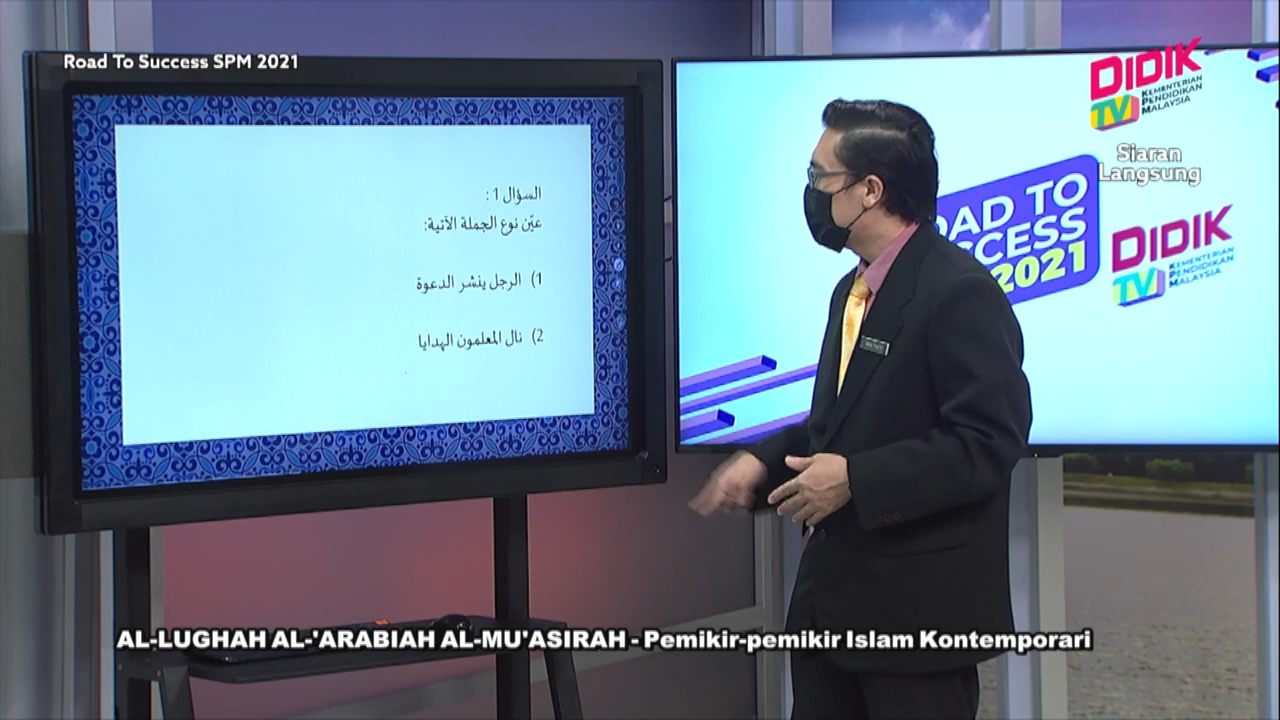 Road To Success SPM 2021
السؤال 1 :
عيّن نوع الجملة الآتية:
1) الرجل ينشر الدعوة
2) نال المعلمون الهدايا
DIDIK
TV
KEMENTERIAN
PENDIDIKAN
MALAYSIA
Siaran
Langsung
OAD TO
CCESS
2021
DIDIK
TV
KEMENTERIAN
PENDIDIKAN
MALAYSIA
AL-LUGHAH AL-'ARABIAH AL-MU'ASIRAH - Pemikir-pemikir Islam Kontemporari